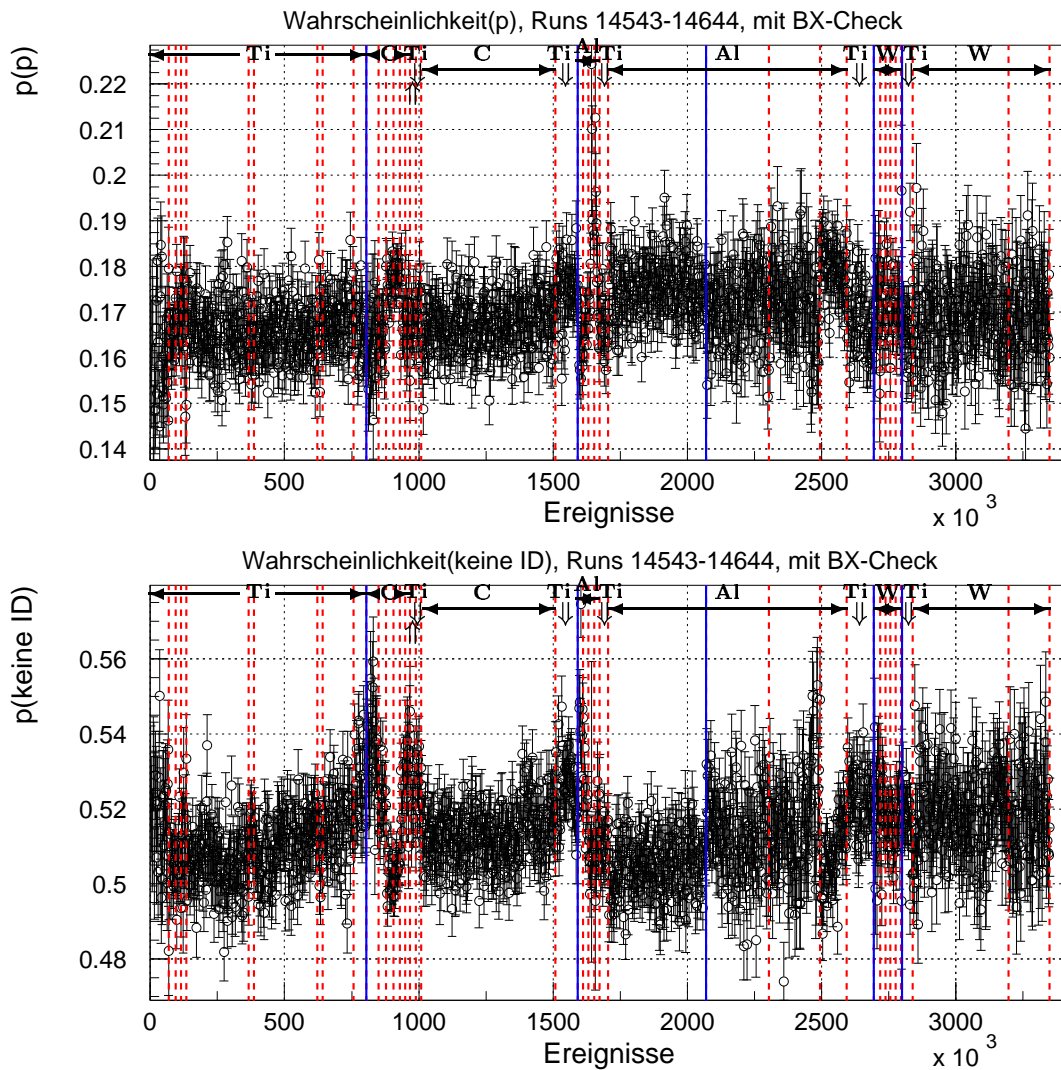 Wahrscheinlichkeit(p), Runs 14543-14644, mit BX-Check
Ti C Ti C Ti Al Ti Al Ti W Ti W
p(p)
0.22
0.21
0.2
0.19
0.18
0.17
0.16
0.15
0.14
0 500 1000 1500 2000 2500 3000
Ereignisse
x 10 3
Wahrscheinlichkeit(keine ID), Runs 14543-14644, mit BX-Check
Ti C Ti C Ti Al Ti Al Ti W Ti W
p(keine ID)
0.56
0.54
0.52
0.5
0.48
0 500 1000 1500 2000 2500 3000
Ereignisse
x 10 3